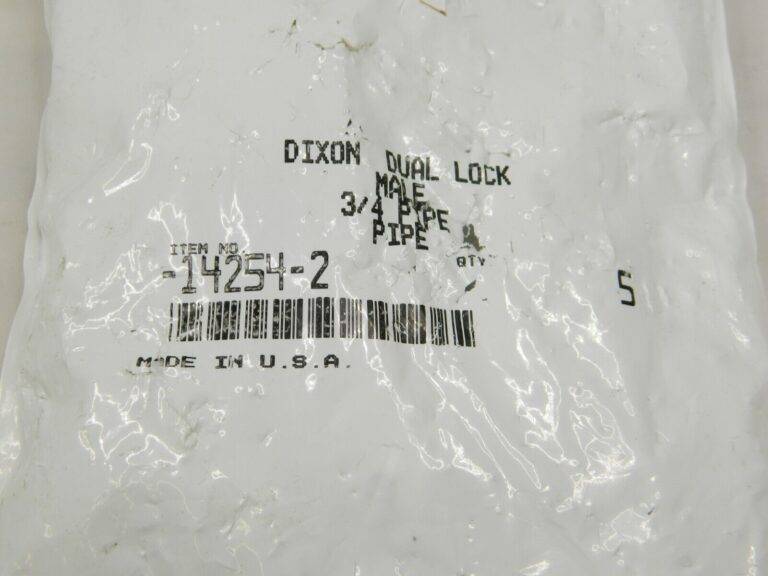 DIXON DUAL LOCK
MALE
3/4 PIPE
PIPE
ITEM NO.
-14254-2
QTY
5
MADE IN U.S.A.